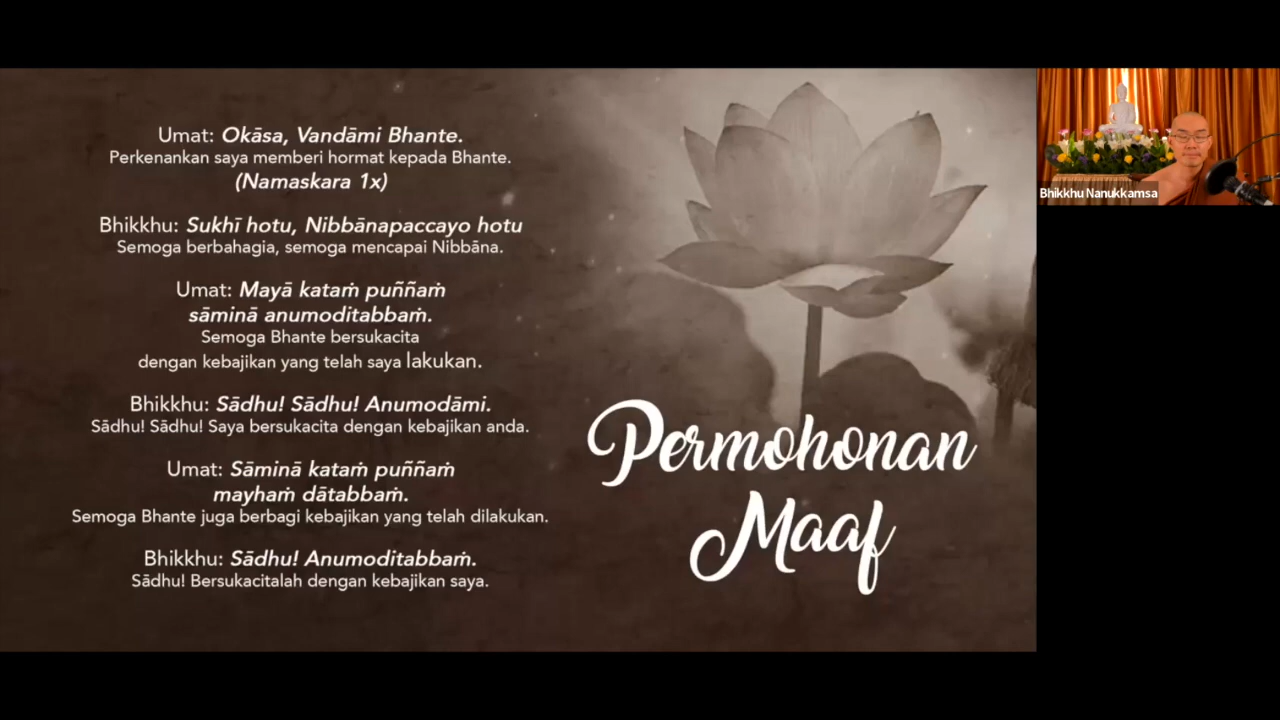 Umat: Okāsa, Vandāmi Bhante.
Perkenankan saya memberi hormat kepada Bhante.
(Namaskara 1x)
Bhikkhu: Sukhī hotu, Nibbānapaccayo hotu
Semoga berbahagia, semoga mencapai Nibbāna.
Umat: Mayā kataṁ puññaṁ
sāminā anumoditabbaṁ.
Semoga Bhante bersukacita
dengan kebajikan yang telah saya lakukan.
Bhikkhu: Sādhu! Sādhu! Anumodāmi.
Sādhu! Sādhu! Saya bersukacita dengan kebajikan anda.
Umat: Sāminā kataṁ puññaṁ
mayhaṁ dātabbaṁ.
Semoga Bhante juga berbagi kebajikan yang telah dilakukan.
Bhikkhu: Sādhu! Anumoditabbaṁ.
Sādhu! Bersukacitalah dengan kebajikan saya.
Permohonan
Maaf
Bhikkhu Nanukkamsa